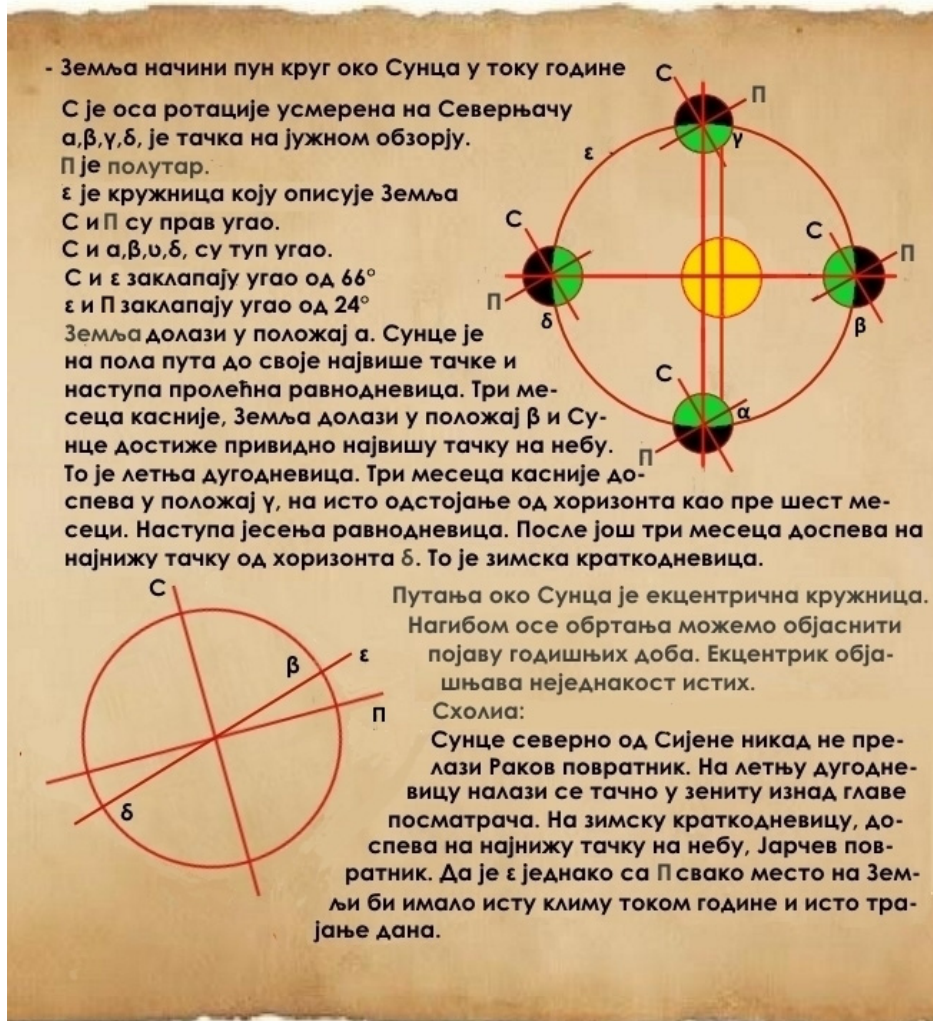 - Земља начини пун круг око Сунца у току године
С је оса ротације усмерена на Северњачу
α,β,γ,δ, је тачка на јужном обзорју.
П је полутар.
ε је кружница коју описује Земља
С и П су прав угао.
С и α,β,υ,δ, су туп угао.
С и ε заклапају угао од 66°
ε и П заклапају угао од 24°
Земља долази у положај α. Сунце је
на пола пута до своје највише тачке и
наступа пролећна равнодневица. Три ме-
сеца касније, Земља долази у положај β и Су-
нце достиже привидно највишу тачку на небу.
То је летња дугодневица. Три месеца касније до-
спева у положај γ, на исто одстојање од хоризонта као пре шест ме-
сеци. Наступа јесења равнодневица. После још три месеца доспева на
најнижу тачку од хоризонта δ. То је зимска краткодневица.
С
П
γ
ε
С
П
δ
С
П
β
С
П
α
С
β
ε
П
δ
Путања око Сунца је екцентрична кружница.
Нагибом осе обртања можемо објаснити
појаву годишњих доба. Екцентрик обја-
шњава неједнакост истих.
Схолиа:
Сунце северно од Сијене никад не пре-
лази Раков повратник. На летњу дугодне-
вицу налази се тачно у зениту изнад главе
посматрача. На зимску краткодневицу, до-
спева на најнижу тачку на небу, Јарчев пов-
ратник. Да је ε једнако са П свако место на Зем-
љи би имало исту климу током године и исто тра-
јање дана.